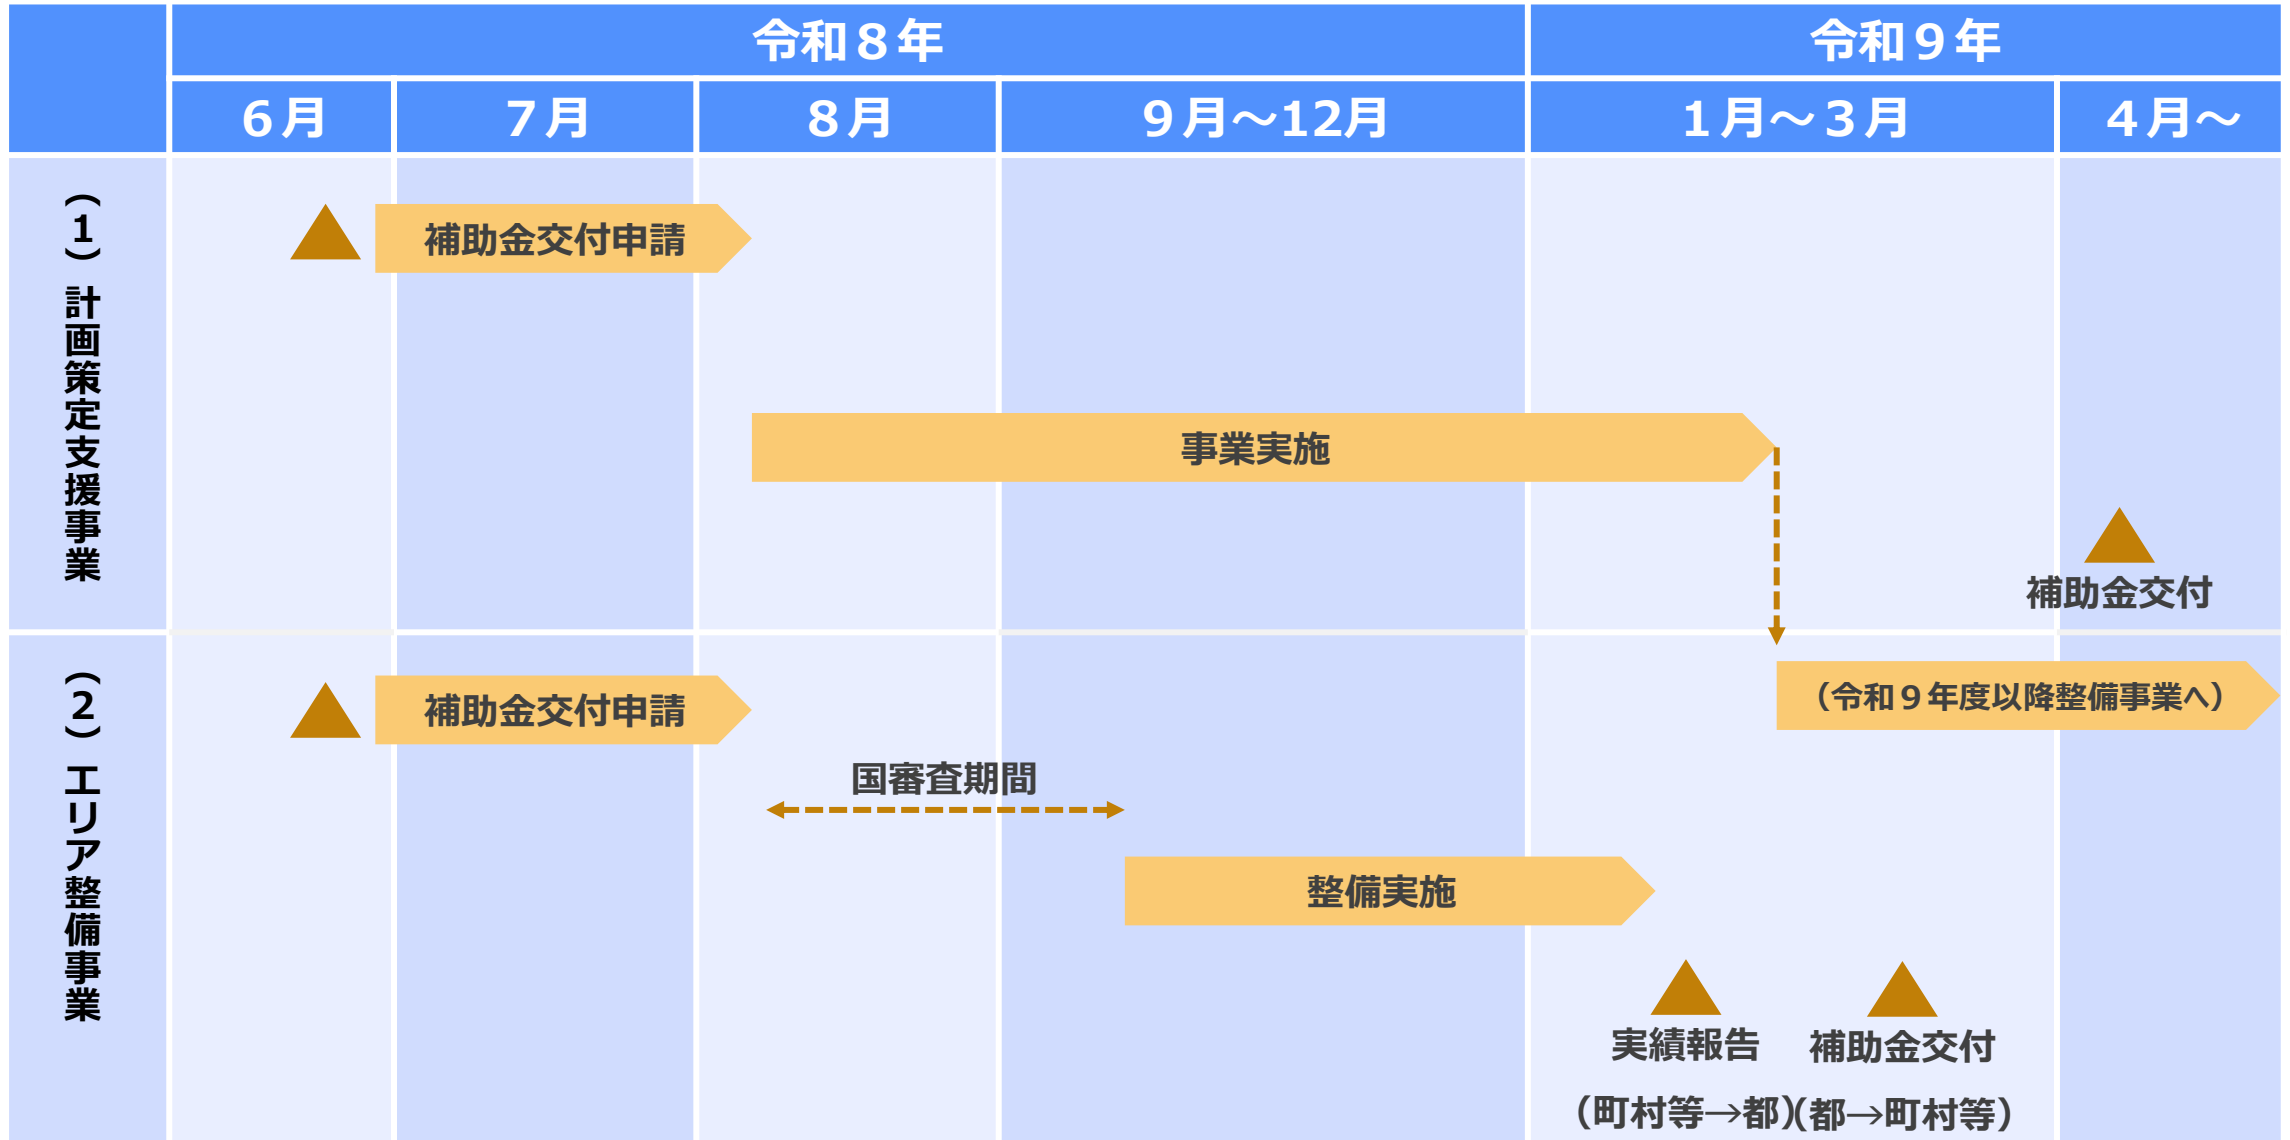 令和８年
令和９年
６月
７月
８月
９月～12月
１月～３月
４月～
（１）計画策定支援事業
補助金交付申請
事業実施
補助金交付
（２）エリア整備事業
補助金交付申請
（令和９年度以降整備事業へ）
国審査期間
整備実施
実績報告
（町村等→都）
補助金交付
（都→町村等）